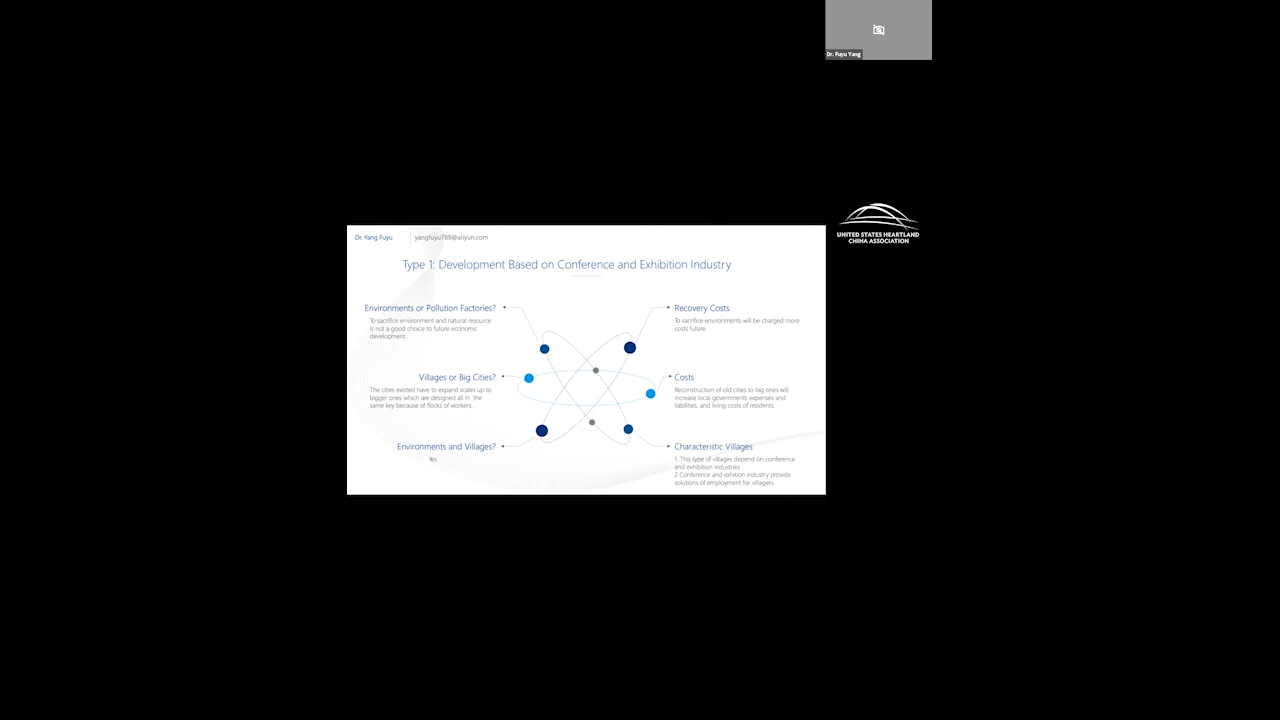 Dr. Fuyu Yang
UNITED STATES HEARTLAND
CHINA ASSOCIATION
Dr. Yang Fuyu
yangfuyu789@aliyun.com
Type 1: Development Based on Conference and Exhibition Industry
Environments or Pollution Factories?
To sacrifice environment and natural resource
is not a good choice to future economic
development.
Recovery Costs
To sacrifice environments will be charged more
costs future.
Villages or Big Cities?
The cities existed have to expand scales up to
bigger ones which are designed all in the
same key because of flocks of workers.
Costs
Reconstruction of old cities to big ones will
increase local governments expenses and
liabilities, and living costs of residents.
Environments and Villages?
Yes
Characteristic Villages
1. This type of villages depend on conference
and exhibition industries
2.Conference and exhition industry provide
solutions of employment for villagers.